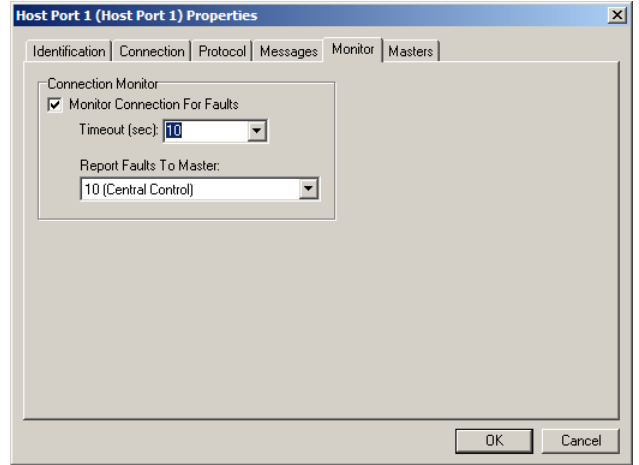 Host Port 1 (Host Port 1) Properties
Identification Connection Protocol Messages Monitor Masters
Connection Monitor
Monitor Connection For Faults
Timeout (sec): 10
Report Faults To Master:
10 (Central Control)
OK Cancel